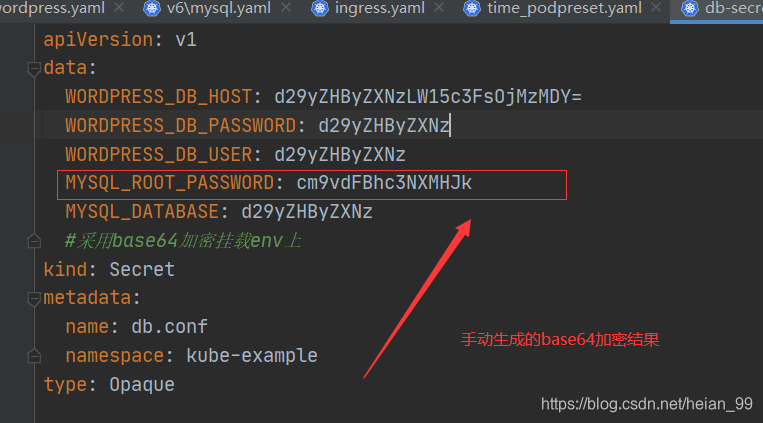 wordpress.yaml v6\mysql.yaml ingress.yaml time_podpreset.yaml db-secre
apiVersion: v1
data:
WORDPRESS_DB_HOST: d29yZHByZXNzLW15c3FsOjMzMDY=
WORDPRESS_DB_PASSWORD: d29yZHByZXNz
WORDPRESS_DB_USER: d29yZHByZXNz
MYSQL_ROOT_PASSWORD: cm9vdFBhc3NXMHJk
MYSQL_DATABASE: d29yZHByZXNz
#采用base64加密挂载env上
kind: Secret
metadata:
name: db.conf
namespace: kube-example
手动生成的base64加密结果
type: Opaque
https://blog.csdn.net/heian_99